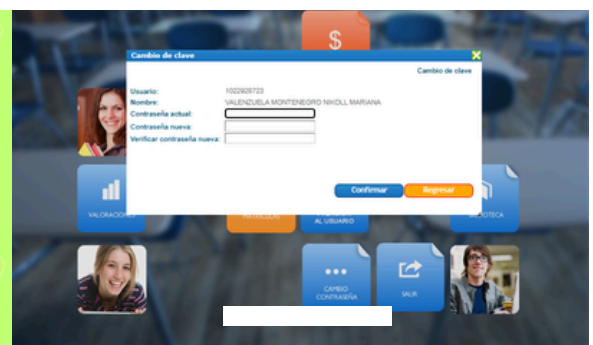 $
Cambio de clave
Cambio de clave
Usuario: 1022928723
Nombre: VALENZUELA MONTENEGRO NIKOLL MARIANA
Contraseña actual:
Contraseña nueva:
Verificar contraseña nueva:
Confirmar Regresar
AL USUARIO
CAMBIO
CONTRASEÑA
SALIR